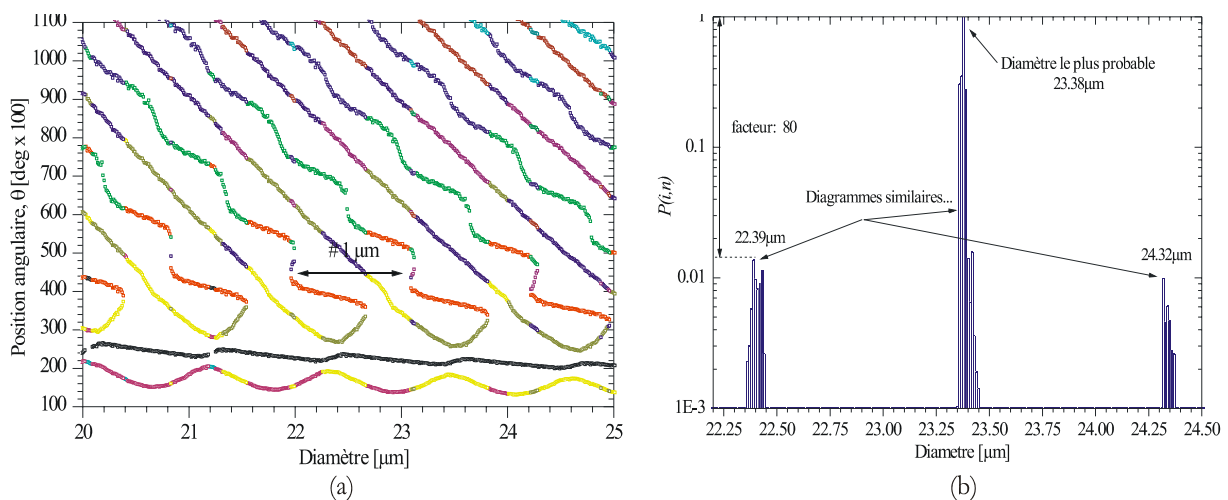 1100
1000
900
800
700
600
500
400
300
200
100
Position angulaire, θ [deg x 100]
#1 µm
20
21
22
23
24
25
Diamètre [µm]
(a)
1
0.1
0.01
1E-3
P(i,n)
facteur: 80
Diamètre le plus probable
23.38µm
Diagrammes similaires...
22.39µm
24.32µm
22.25
22.50
22.75
23.00
23.25
23.50
23.75
24.00
24.25
24.50
Diametre [µm]
(b)